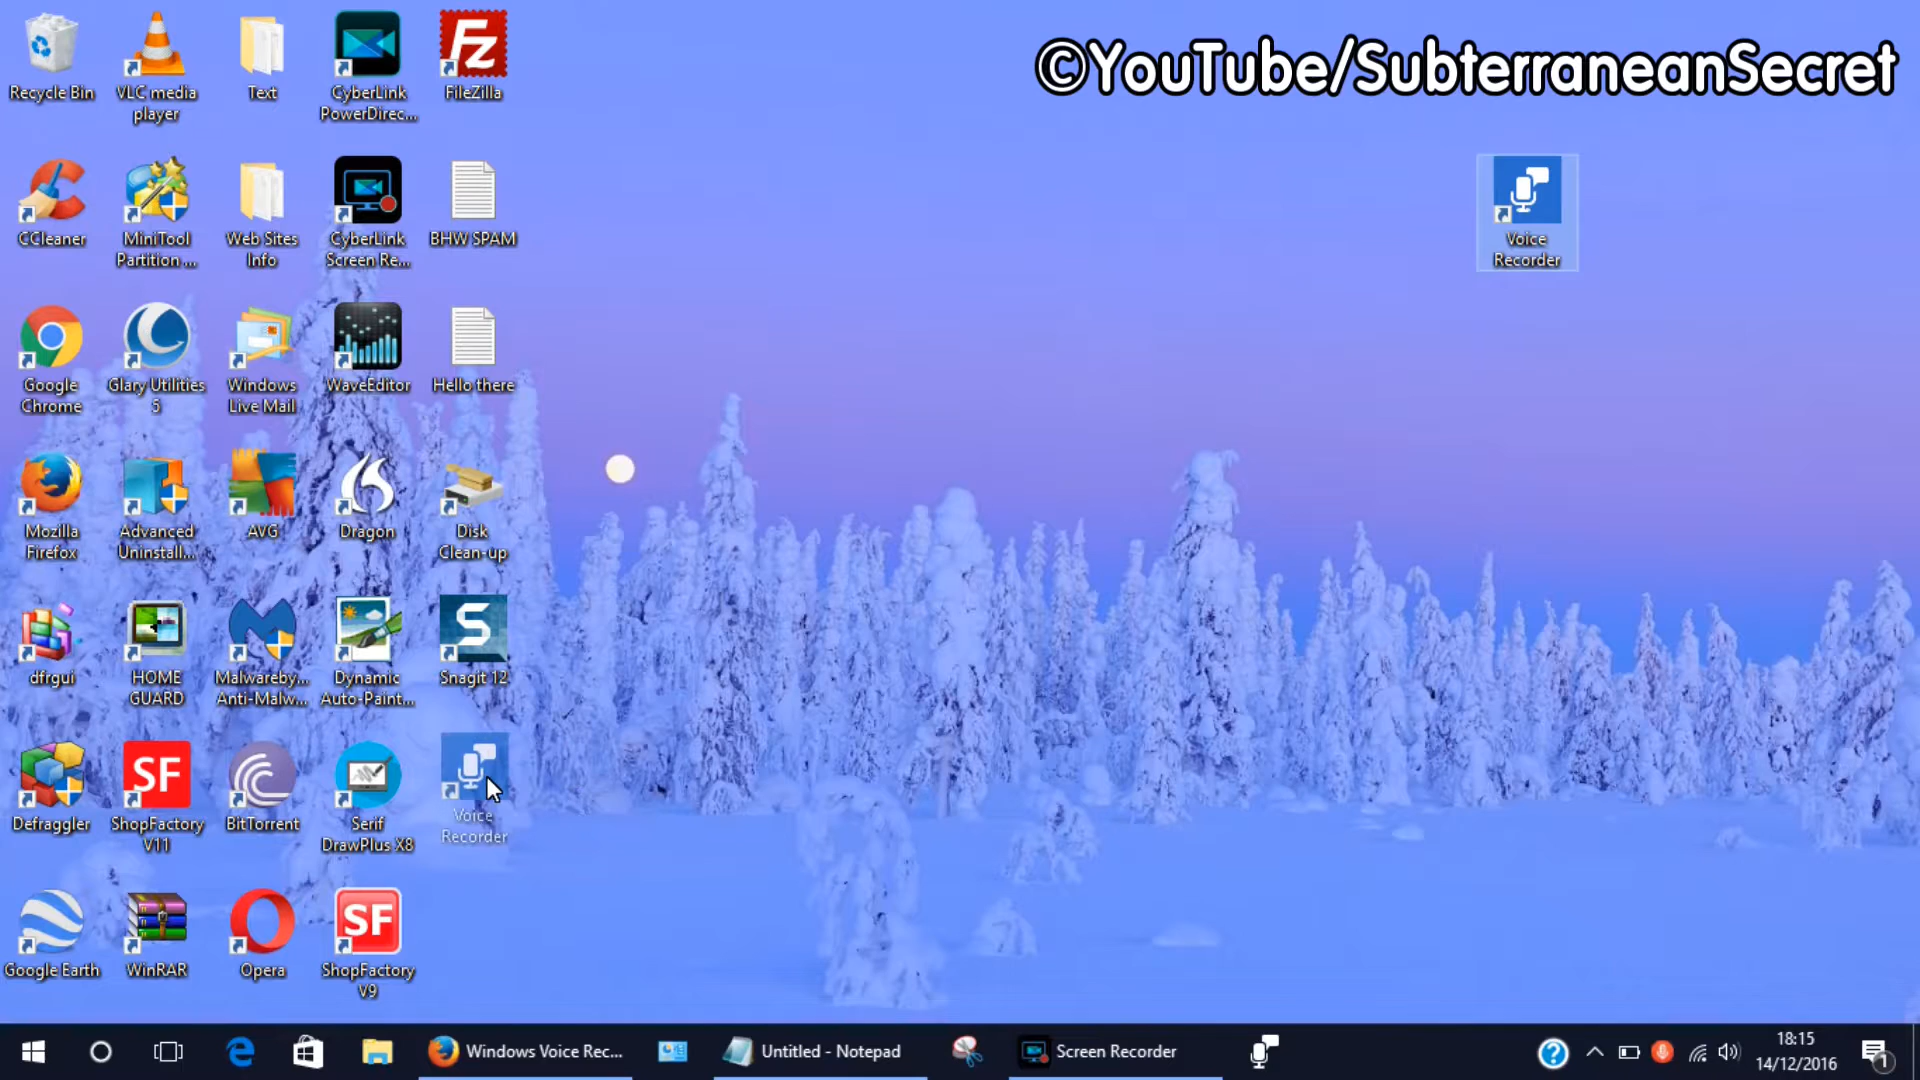 ©YouTube/SubterraneanSecret
Recycle Bin
VLC media
player
Text
CyberLink
PowerDirec...
FZ
FileZilla
CCleaner
MiniTool
Partition ...
Web Sites
Info
CyberLink
Screen Re...
BHW SPAM
Voice
Recorder
Google
Chrome
Glary Utilities
5
Windows
Live Mail
WaveEditor
Hello there
Mozilla
Firefox
Advanced
Uninstall...
AVG
Dragon
Disk
Clean-up
dfrgui
HOME
GUARD
Malwareby...
Anti-Malw...
Dynamic
Auto-Paint...
S
Snagit 12
Defraggler
SF
ShopFactory
V11
BitTorrent
Serif
DrawPlus X8
Voice
Recorder
Google Earth
WinRAR
Opera
SF
ShopFactory
V9
Windows Voice Rec...
Untitled - Notepad
Screen Recorder
?
18:15
14/12/2016
1